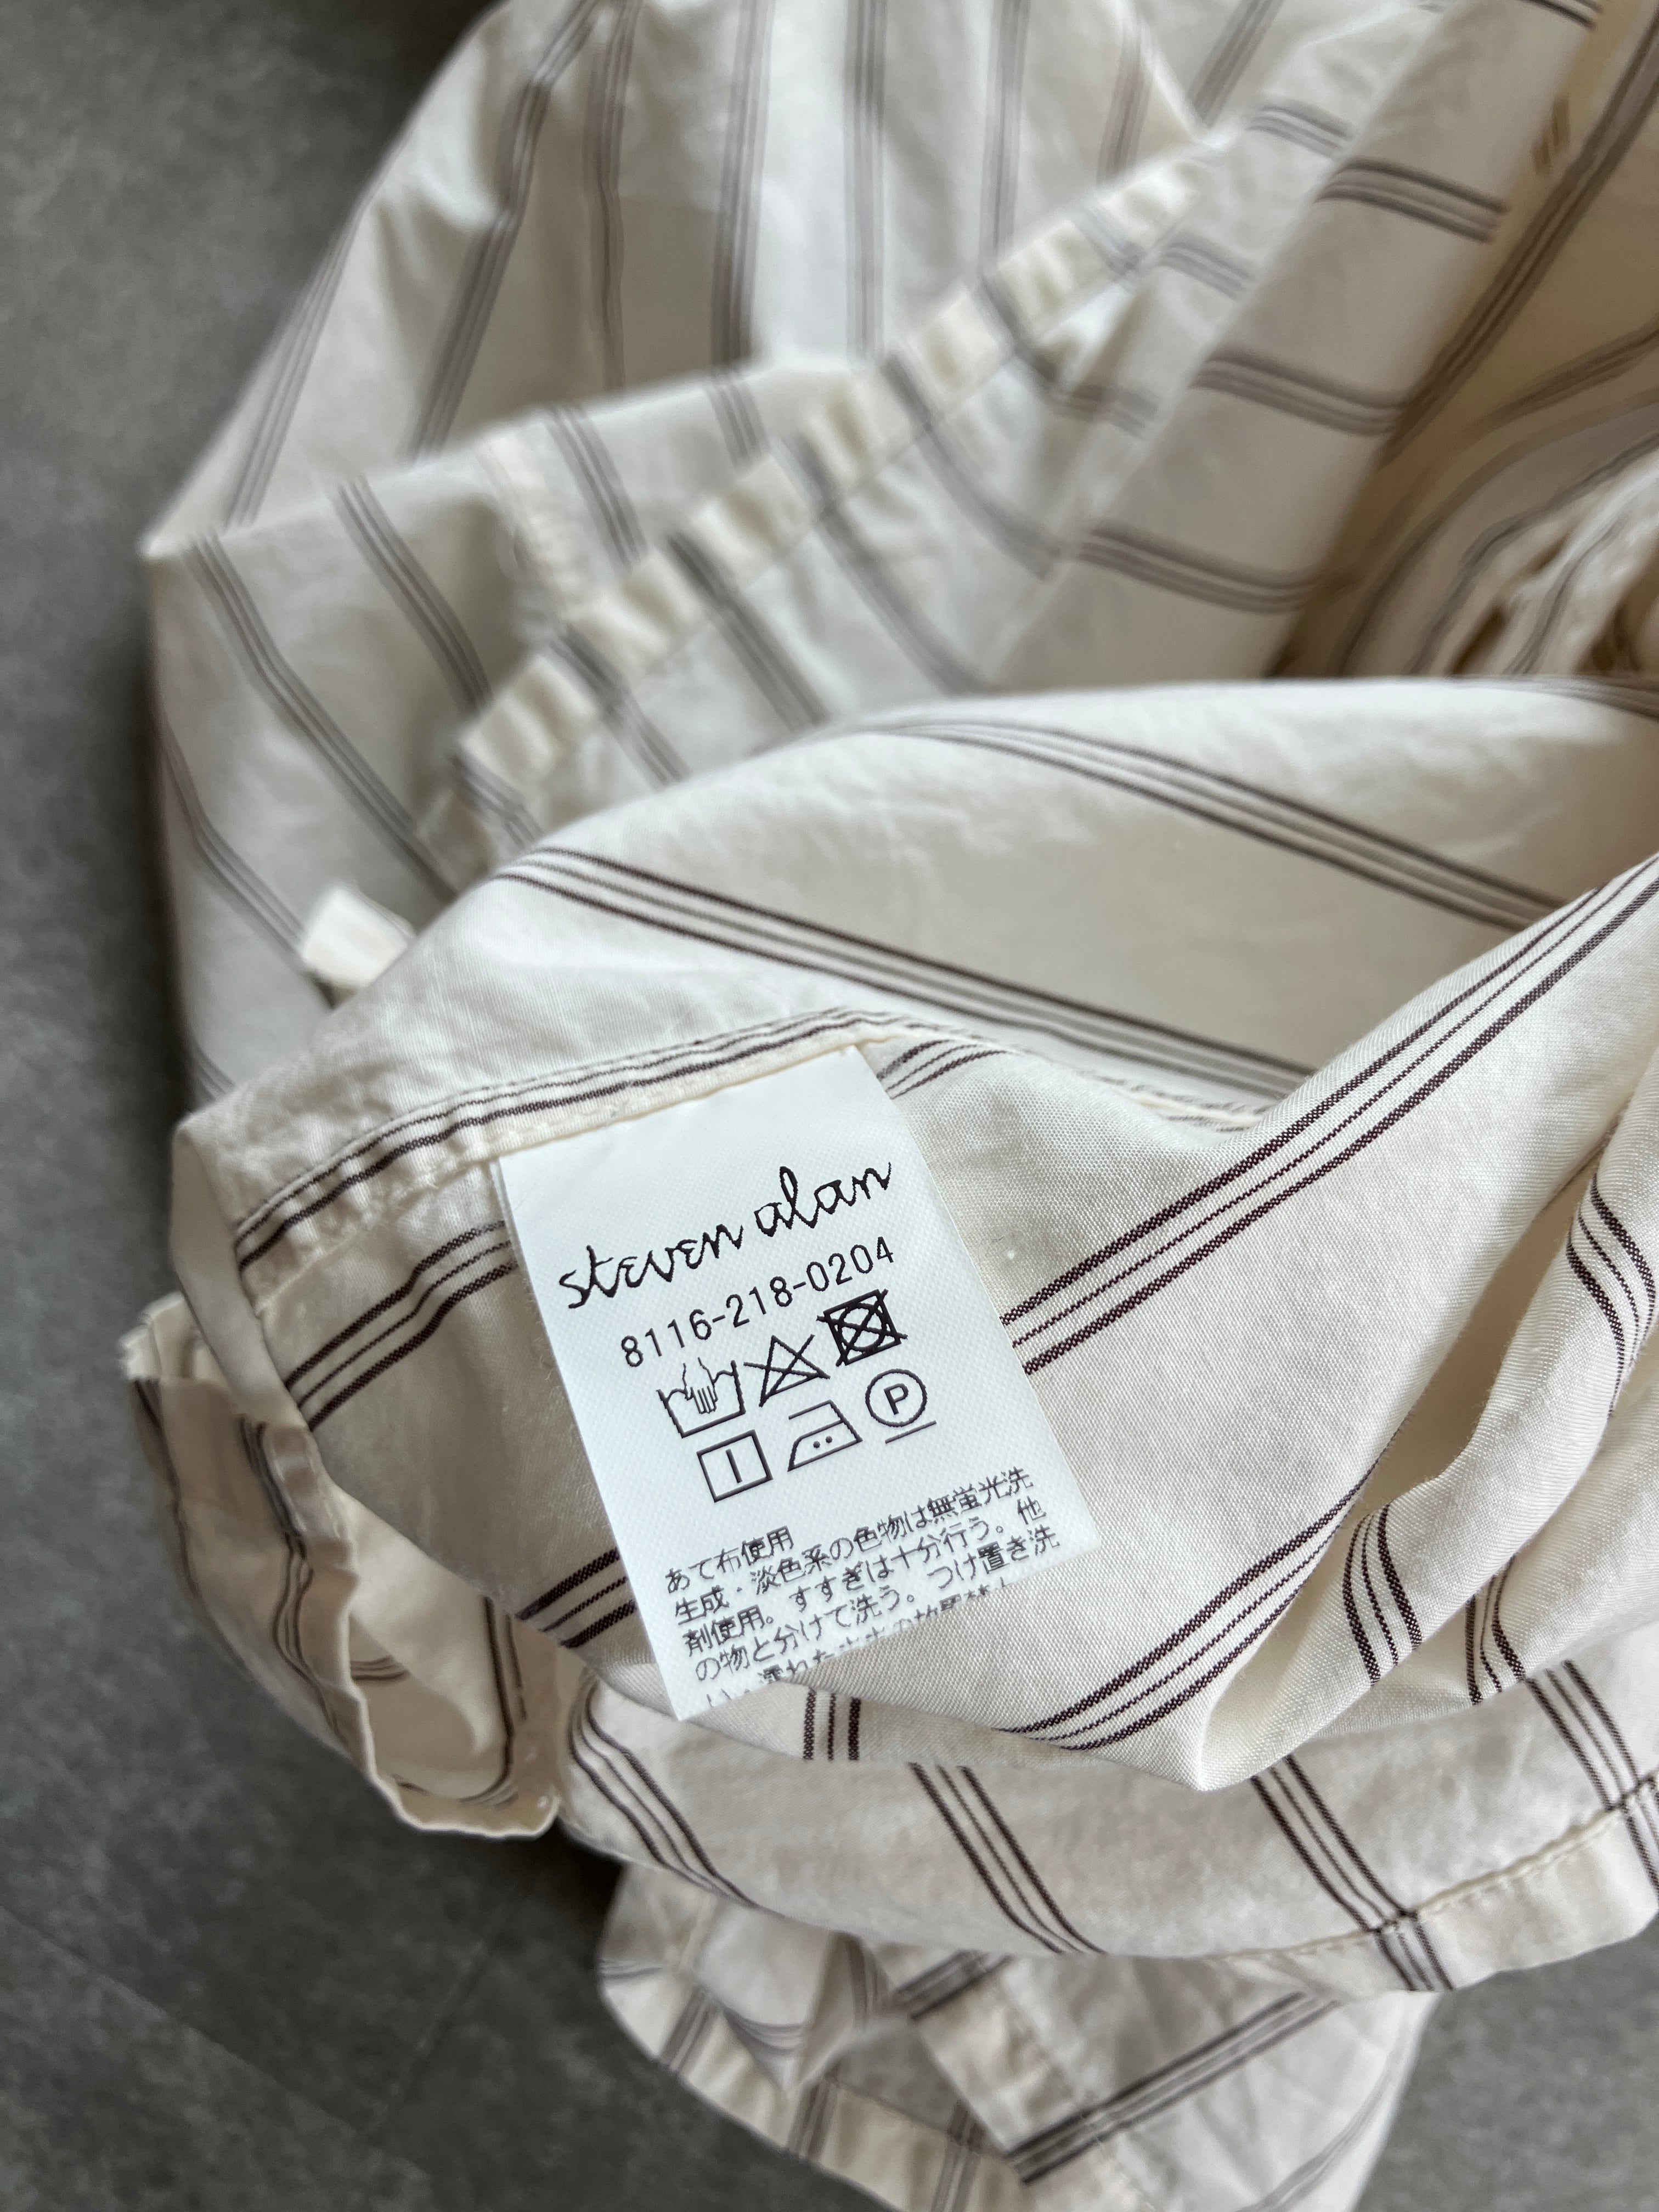 steven alan
8116-218-0204
P
あて布使用
生成・淡色系の色物は無蛍光洗
剤使用。すすぎは十分行う。他
の物と分けて洗う。つけ置き洗